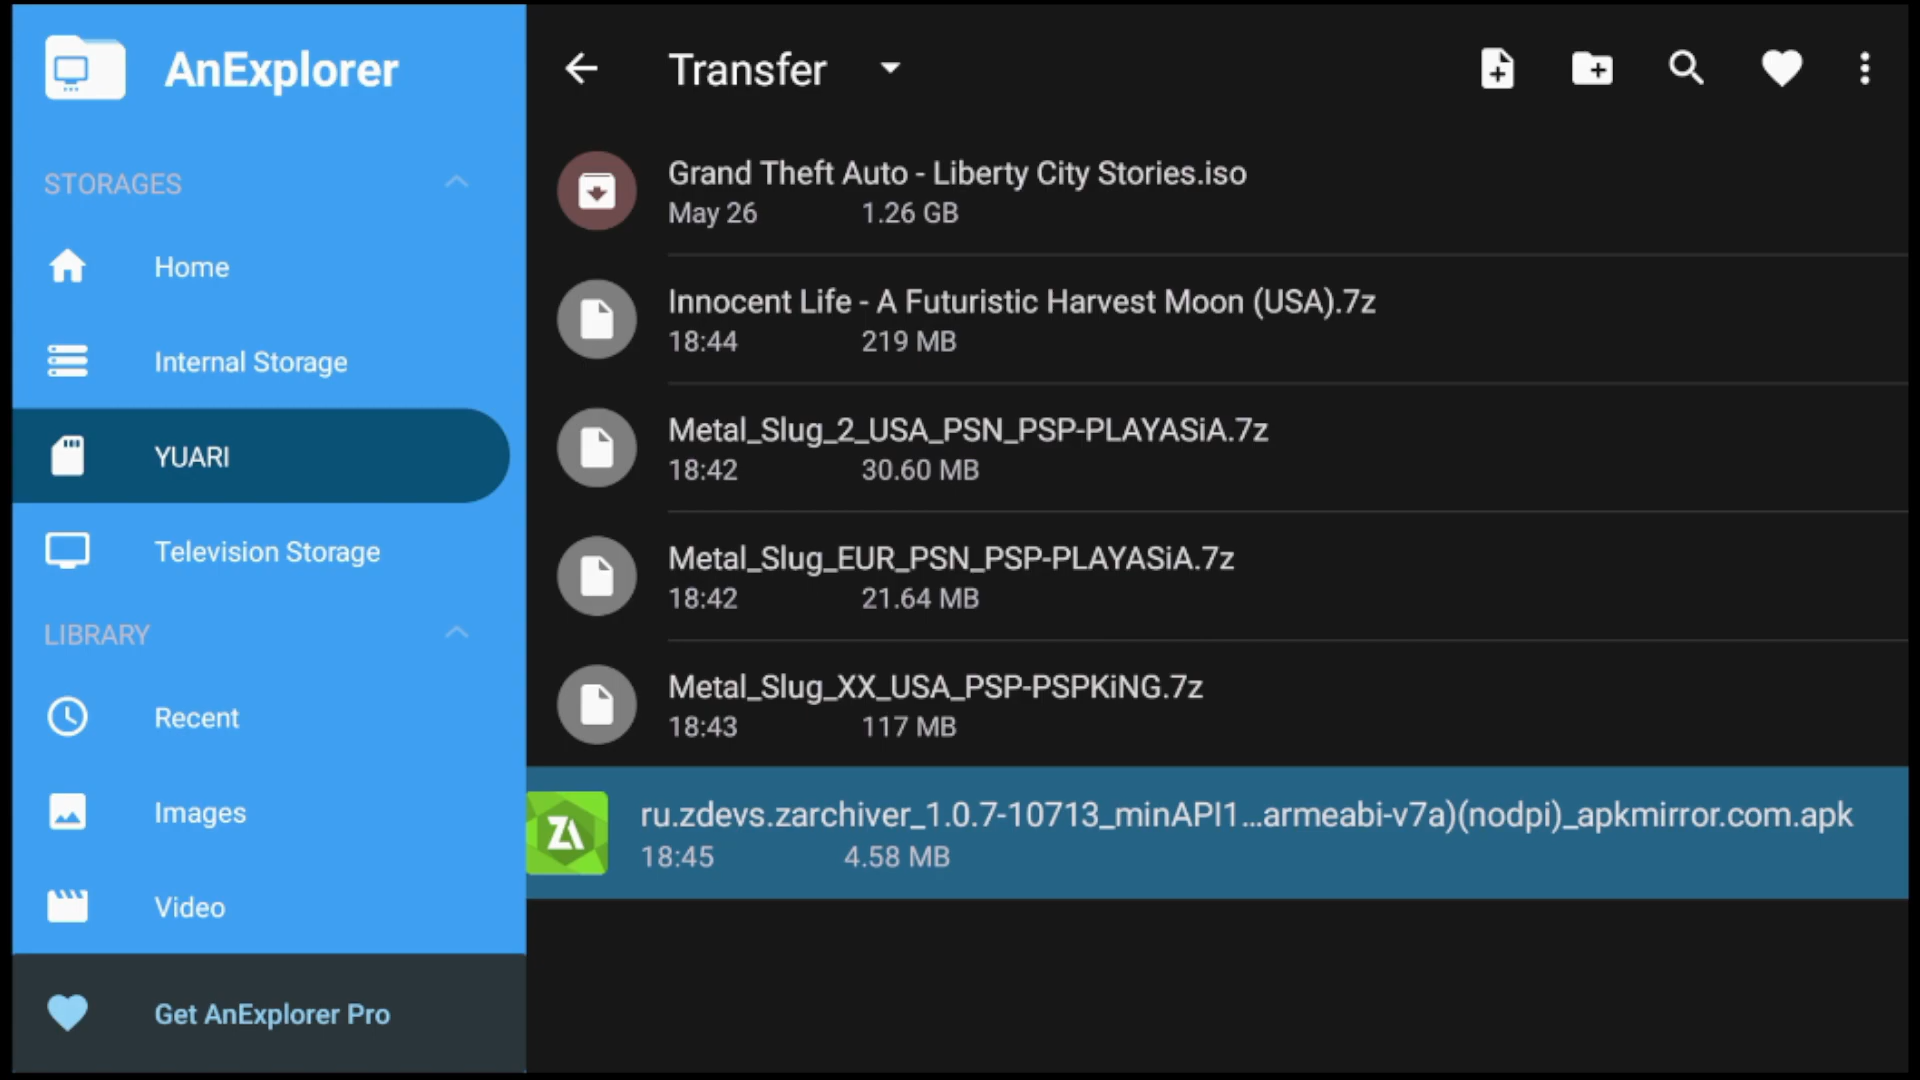 AnExplorer
STORAGES
Home
Internal Storage
YUARI
Television Storage
LIBRARY
Recent
Images
Video
Get AnExplorer Pro
Transfer
Grand Theft Auto - Liberty City Stories.iso
May 26 1.26 GB
Innocent Life - A Futuristic Harvest Moon (USA).7z
18:44 219 MB
Metal_Slug_2_USA_PSN_PSP-PLAYASiA.7z
18:42 30.60 MB
Metal_Slug_EUR_PSN_PSP-PLAYASiA.7z
18:42 21.64 MB
Metal_Slug_XX_USA_PSP-PSPKiNG.7z
18:43 117 MB
ZA
ru.zdevs.zarchiver_1.0.7-10713_minAPI1...armeabi-v7a)(nodpi)_apkmirror.com.apk
18:45 4.58 MB